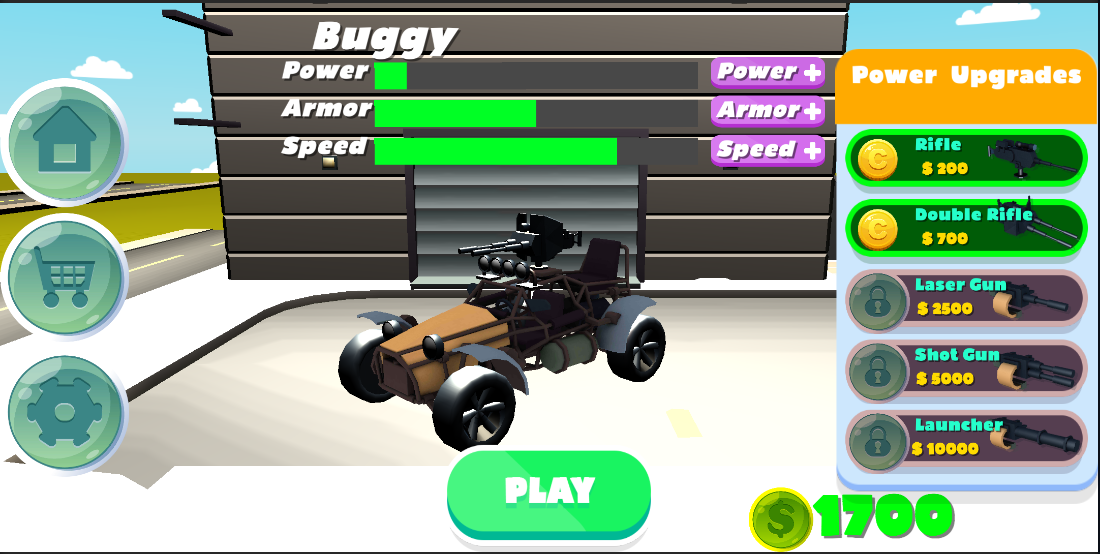 Buggy
Power
Power +
Armor
Armor +
Speed
Speed +
Power Upgrades
C
Rifle
$ 200
C
Double Rifle
$ 700
Laser Gun
$ 2500
Shot Gun
$ 5000
Launcher
$ 10000
PLAY
$ 1700